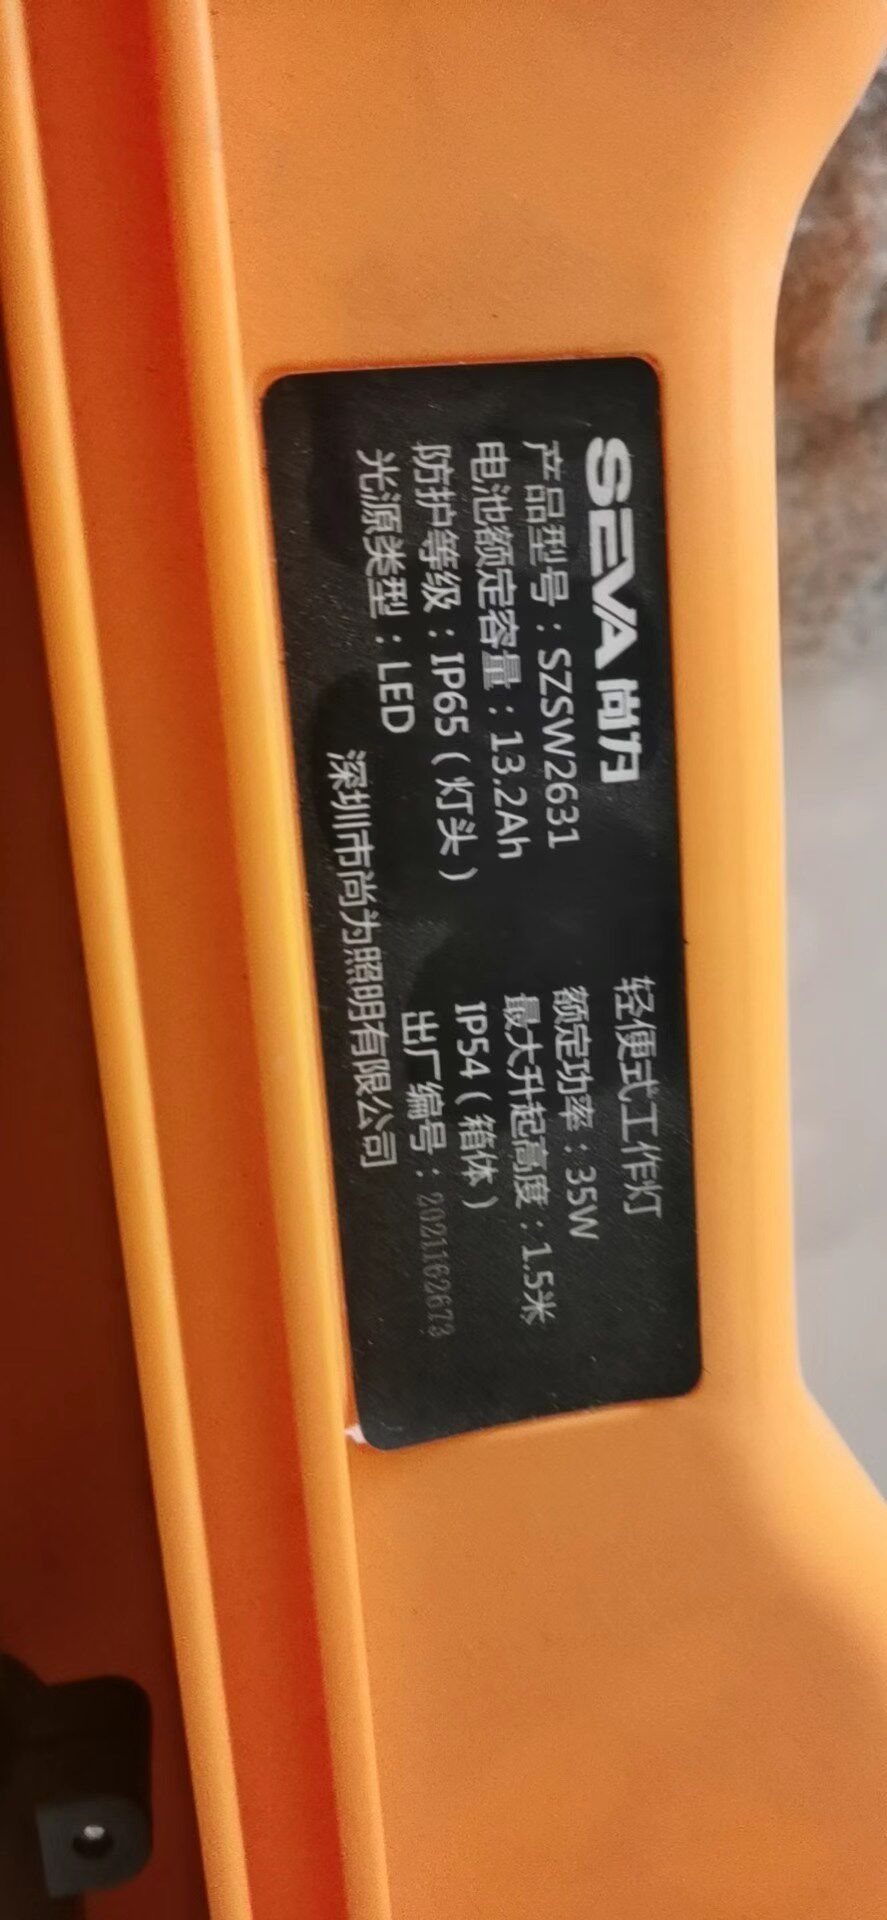 SEVA 尚为
轻便式工作灯
产品型号：SZSW2631
额定功率：35W
电池额定容量：13.2Ah
最大升起高度：1.5米
防护等级：IP65（灯头）
IP54（箱体）
光源类型：LED
出厂编号：2021162673
深圳市尚为照明有限公司